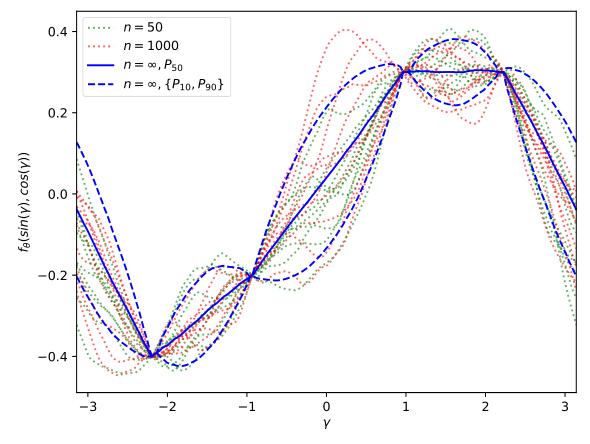 n = 50
n = 1000
n = ∞, P50
n = ∞, {P10, P90}
0.4
0.2
0.0
−0.2
−0.4
fθ(sin(γ), cos(γ))
−3 −2 −1 0 1 2 3
γ